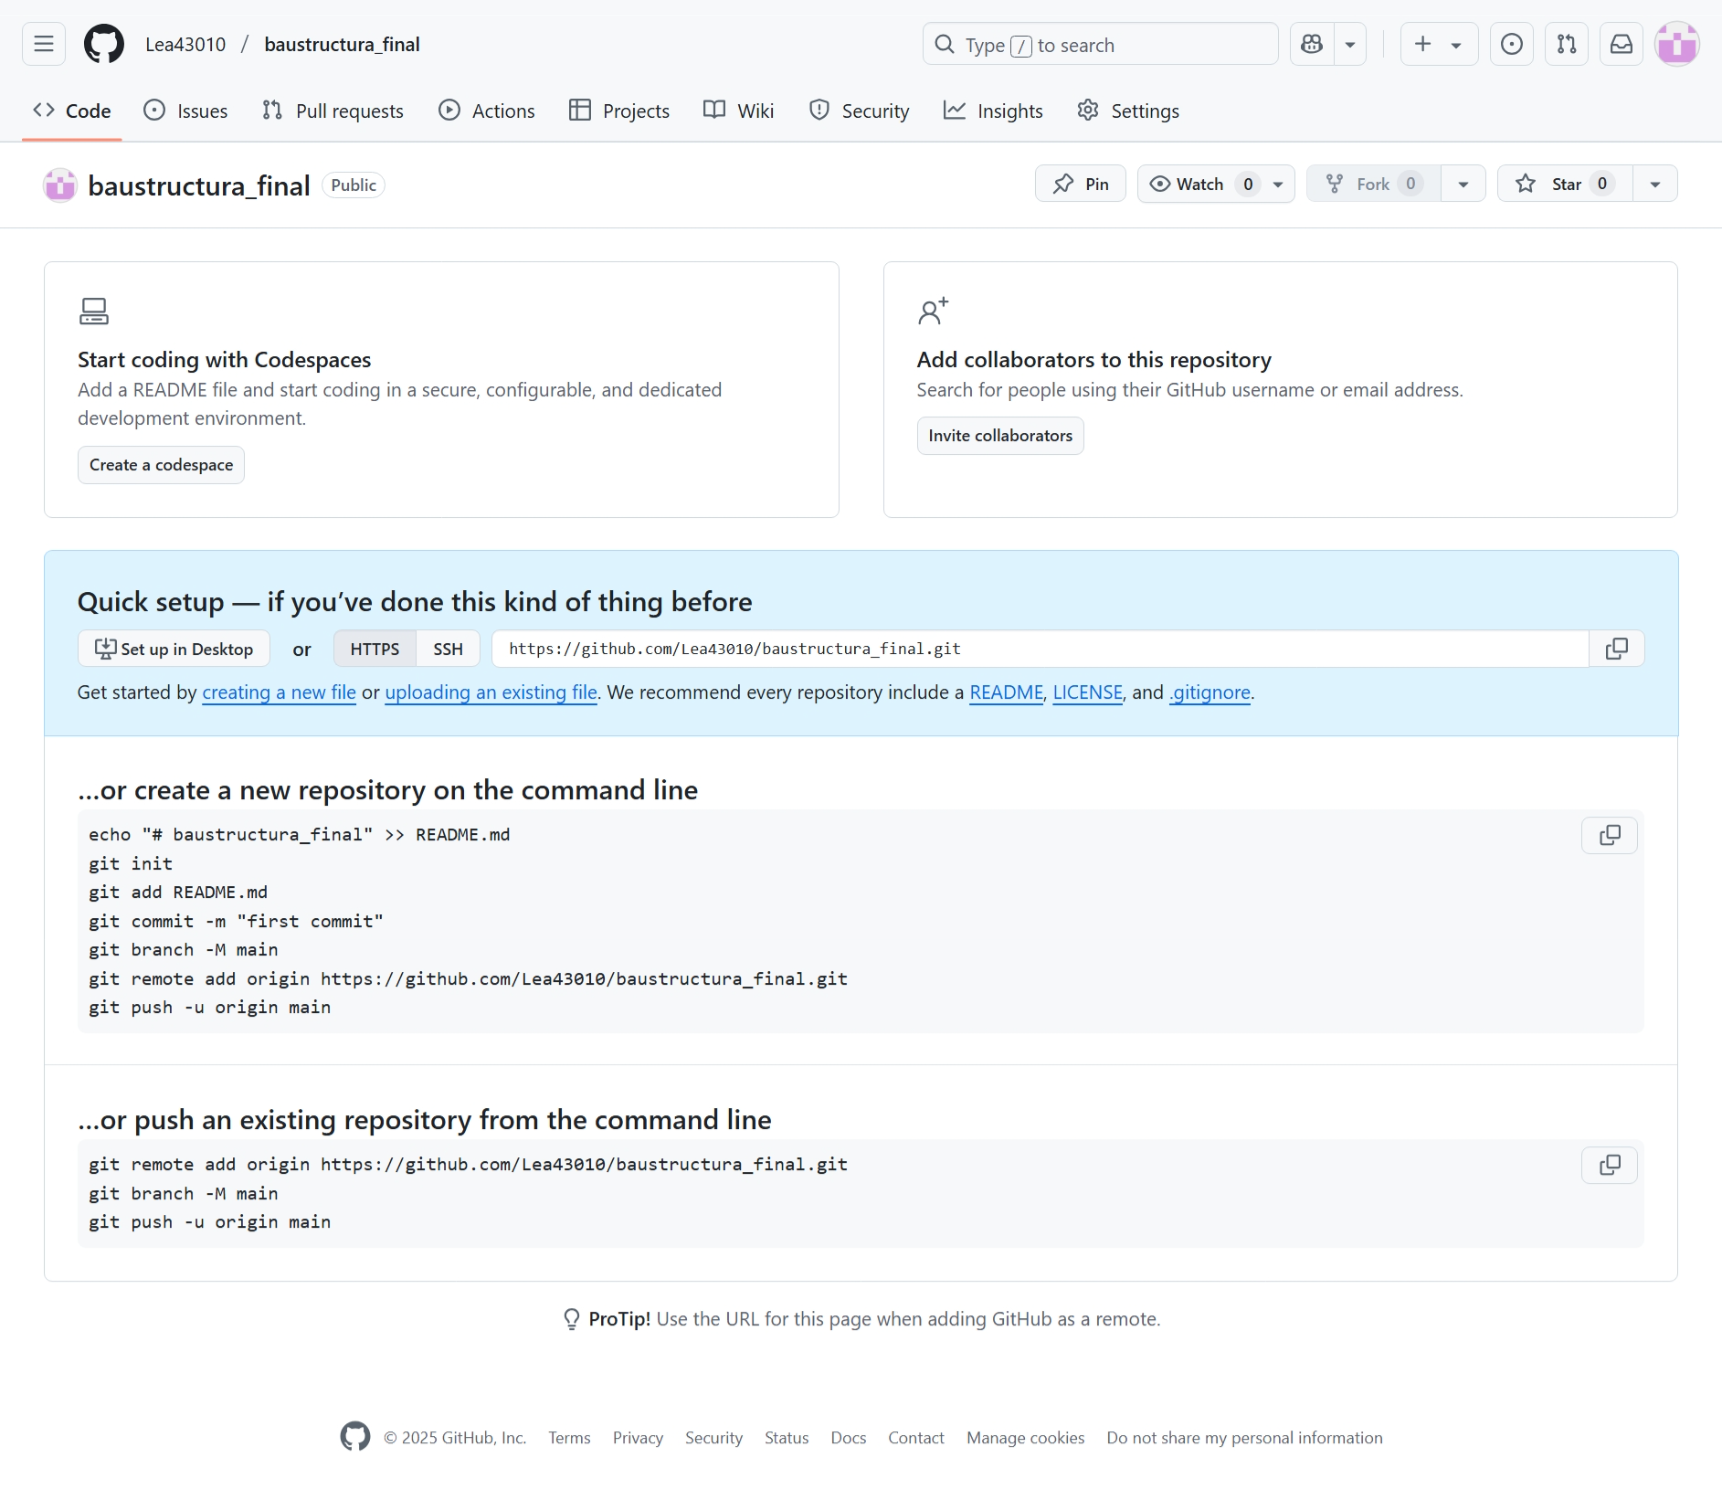 Lea43010 / baustructura_final
Type / to search
Code Issues Pull requests Actions Projects Wiki Security Insights Settings
baustructura_final Public
Pin Watch 0 Fork 0 Star 0
Start coding with Codespaces
Add a README file and start coding in a secure, configurable, and dedicated
development environment.
Create a codespace
Add collaborators to this repository
Search for people using their GitHub username or email address.
Invite collaborators
Quick setup — if you’ve done this kind of thing before
Set up in Desktop or HTTPS SSH https://github.com/Lea43010/baustructura_final.git
Get started by creating a new file or uploading an existing file. We recommend every repository include a README, LICENSE, and .gitignore.
…or create a new repository on the command line
echo "# baustructura_final" >> README.md
git init
git add README.md
git commit -m "first commit"
git branch -M main
git remote add origin https://github.com/Lea43010/baustructura_final.git
git push -u origin main
…or push an existing repository from the command line
git remote add origin https://github.com/Lea43010/baustructura_final.git
git branch -M main
git push -u origin main
ProTip! Use the URL for this page when adding GitHub as a remote.
© 2025 GitHub, Inc. Terms Privacy Security Status Docs Contact Manage cookies Do not share my personal information